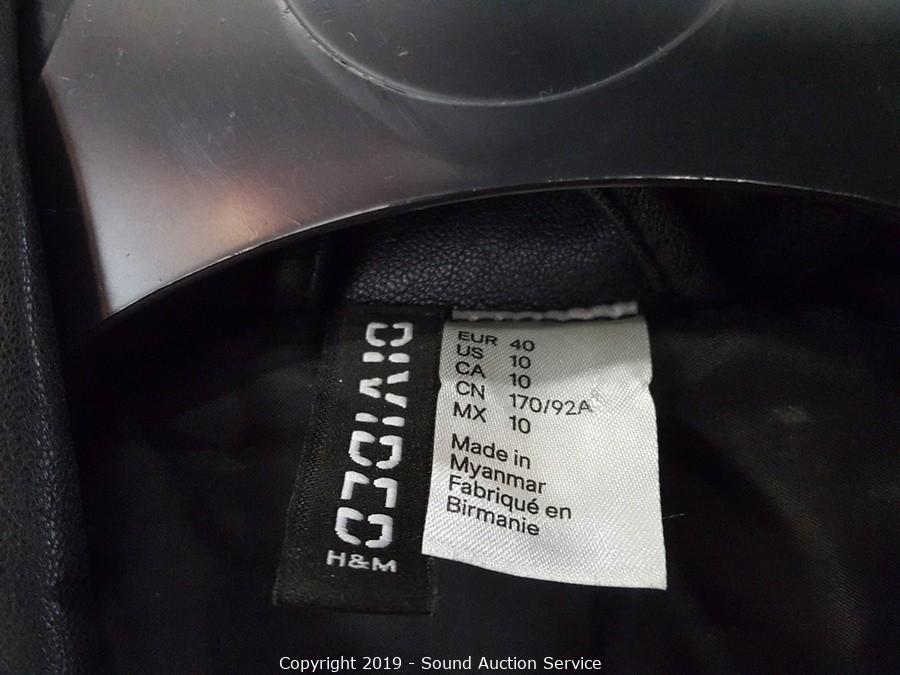 DIVIDED
H&M
EUR 40
US 10
CA 10
CN 170/92A
MX 10
Made in
Myanmar
Fabriqué en
Birmanie
Copyright 2019 - Sound Auction Service